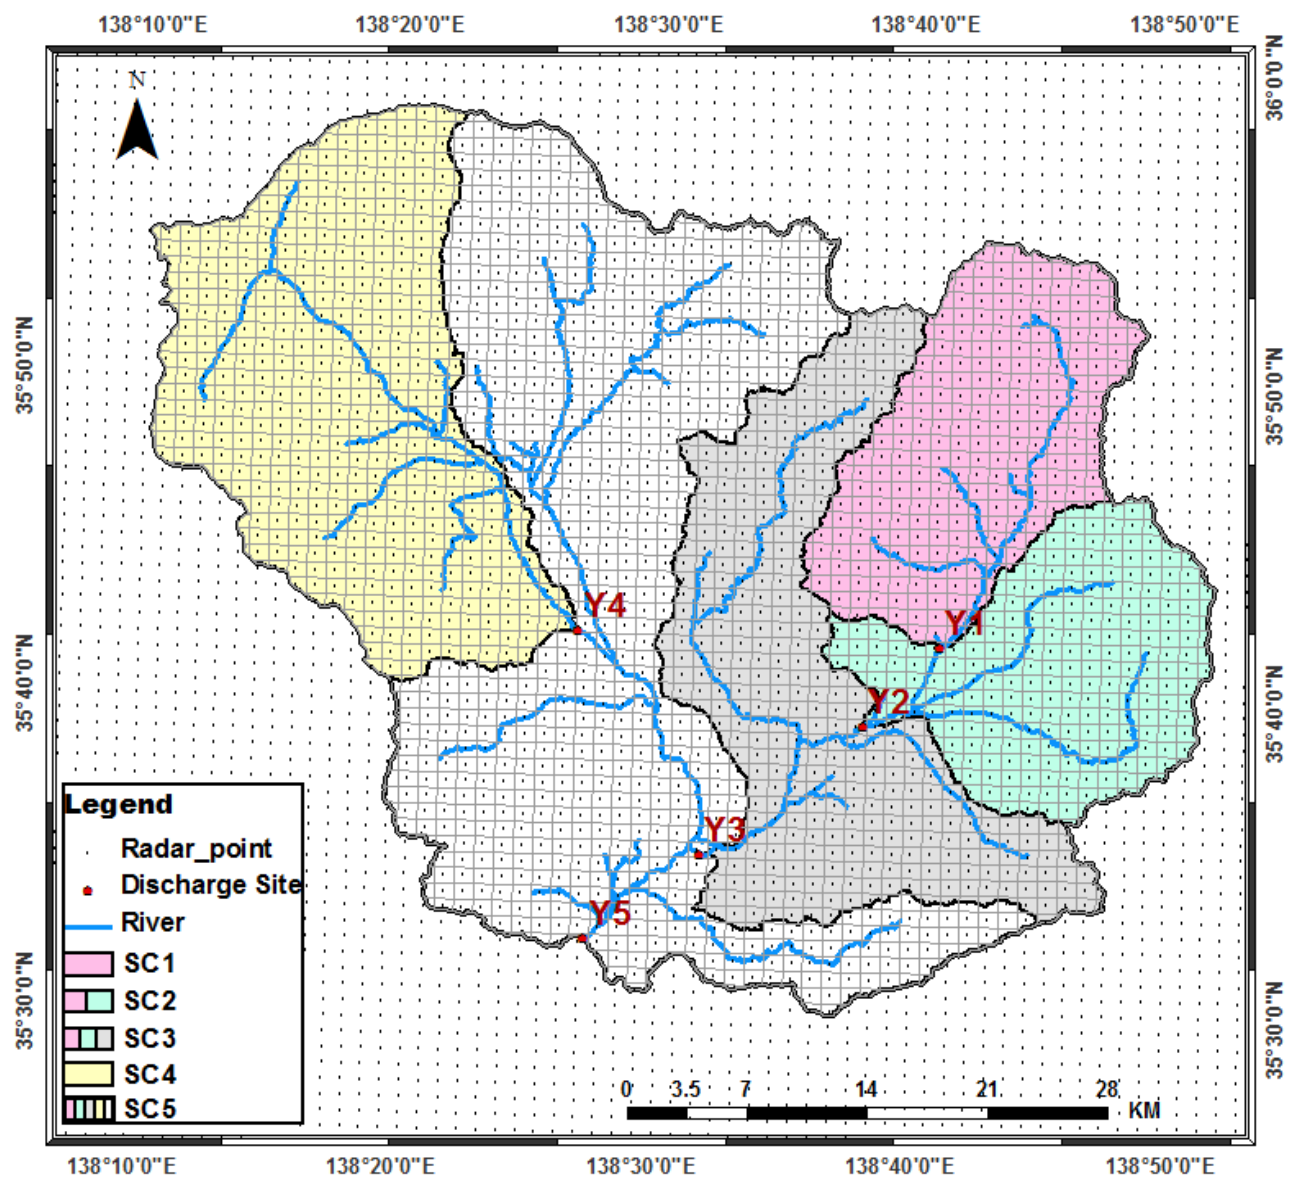 138°10'0"E 138°20'0"E 138°30'0"E 138°40'0"E 138°50'0"E
36°0'0"N
N
35°50'0"N
35°50'0"N
Y4
Y1
35°40'0"N
35°40'0"N
Y2
Y3
Y5
Legend
Radar_point
Discharge Site
River
SC1
SC2
SC3
SC4
SC5
35°30'0"N
35°30'0"N
0 3.5 7 14 21 28
KM
138°10'0"E 138°20'0"E 138°30'0"E 138°40'0"E 138°50'0"E